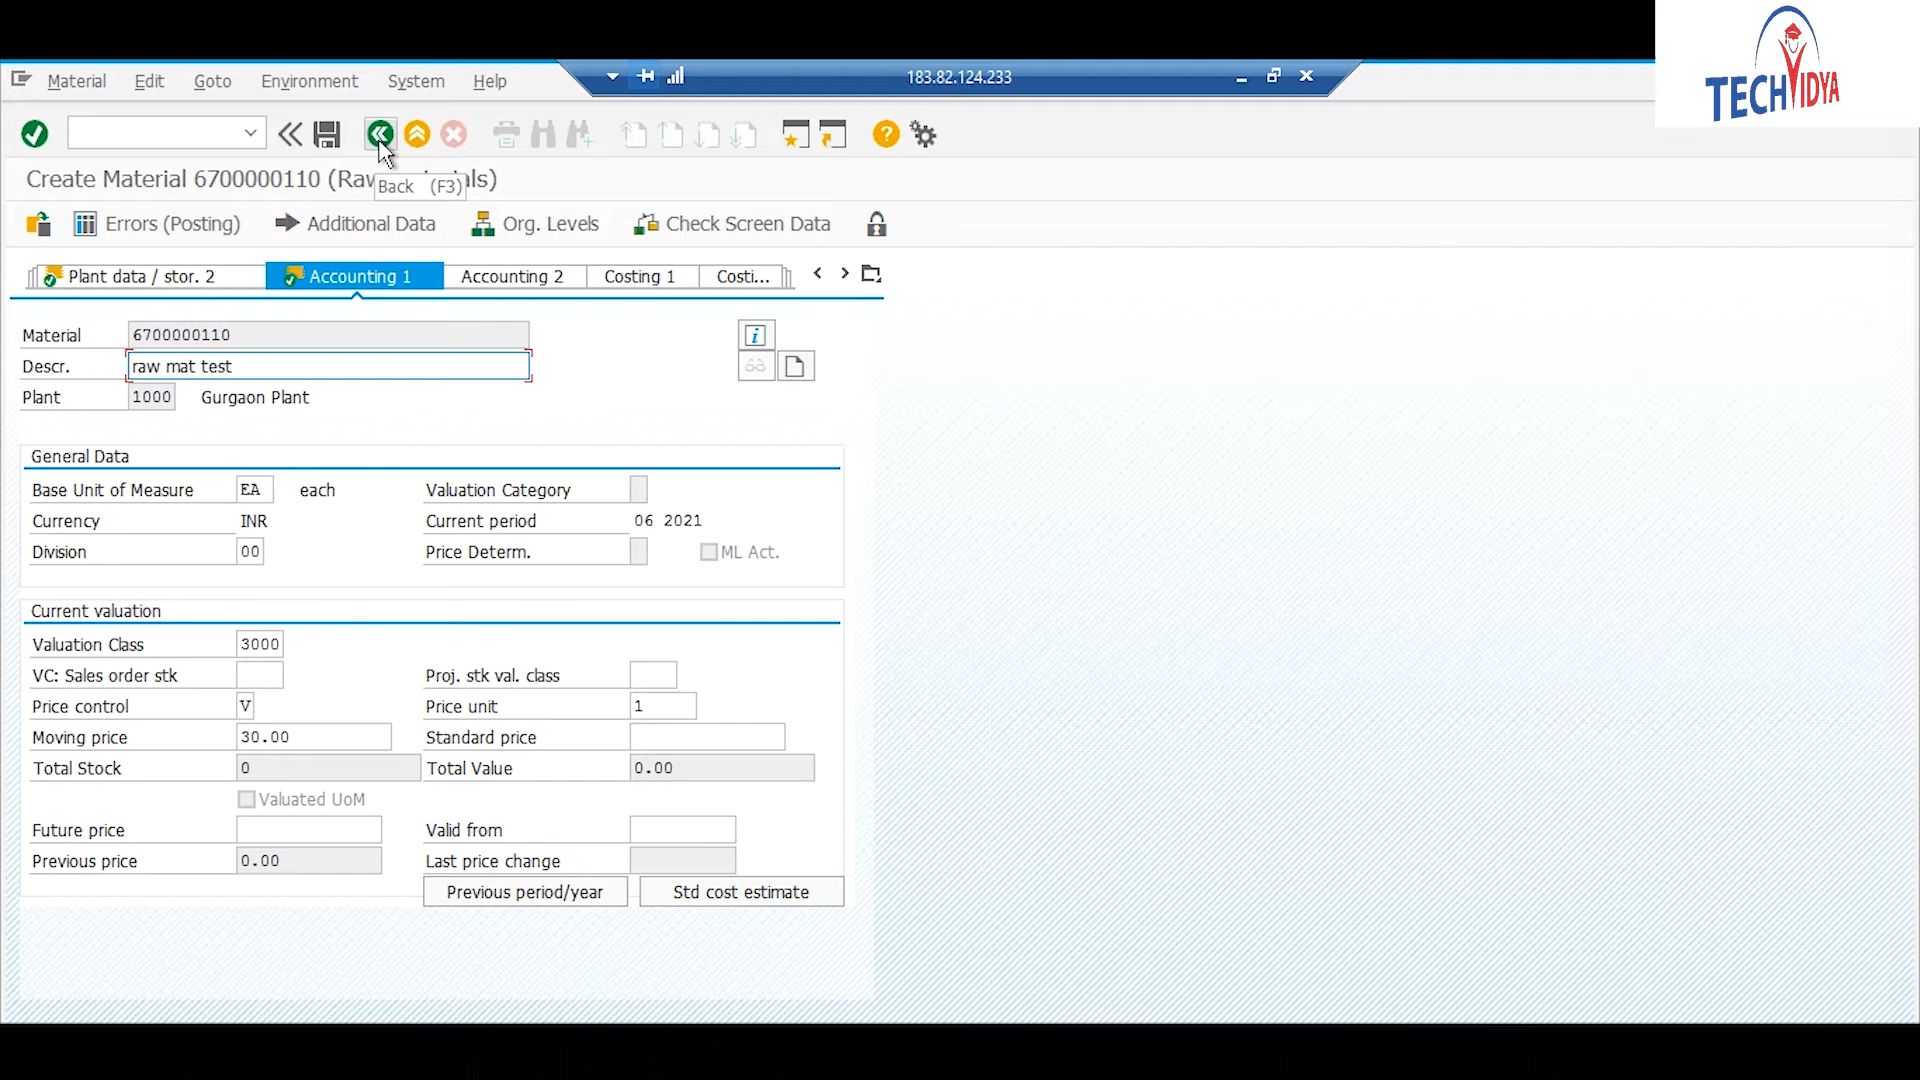 TECHVIDYA
Material Edit Goto Environment System Help
183.82.124.233
Create Material 6700000110 (Raw als)
Back (F3)
Errors (Posting) Additional Data Org. Levels Check Screen Data
Plant data / stor. 2 Accounting 1 Accounting 2 Costing 1 Costi...
Material 6700000110
Descr. raw mat test
Plant 1000 Gurgaon Plant
General Data
Base Unit of Measure EA each Valuation Category
Currency INR Current period 06 2021
Division 00 Price Determ. ML Act.
Current valuation
Valuation Class 3000
VC: Sales order stk Proj. stk val. class
Price control V Price unit 1
Moving price 30.00 Standard price
Total Stock 0 Total Value 0.00
Valuated UoM
Future price Valid from
Previous price 0.00 Last price change
Previous period/year Std cost estimate